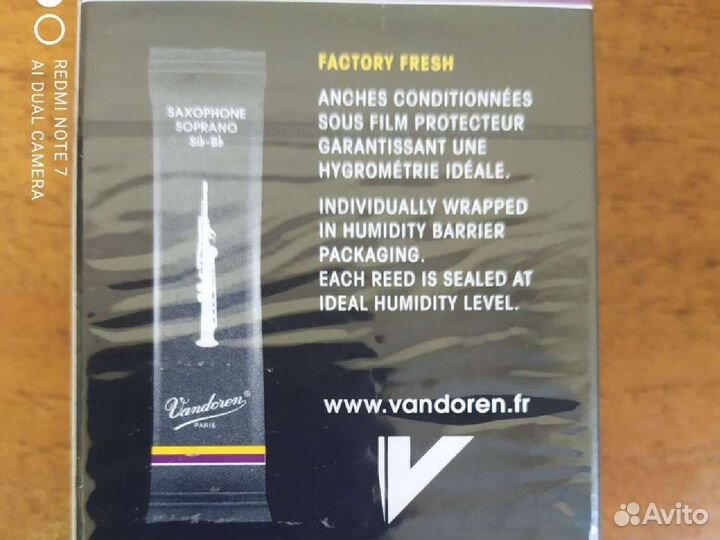 REDMI NOTE 7
AI DUAL CAMERA
SAXOPHONE
SOPRANO
Sib-Bb
Vandoren®
PARIS
FACTORY FRESH
ANCHES CONDITIONNÉES
SOUS FILM PROTECTEUR
GARANTISSANT UNE
HYGROMÉTRIE IDÉALE.
INDIVIDUALLY WRAPPED
IN HUMIDITY BARRIER
PACKAGING.
EACH REED IS SEALED AT
IDEAL HUMIDITY LEVEL.
www.vandoren.fr
V
Avito